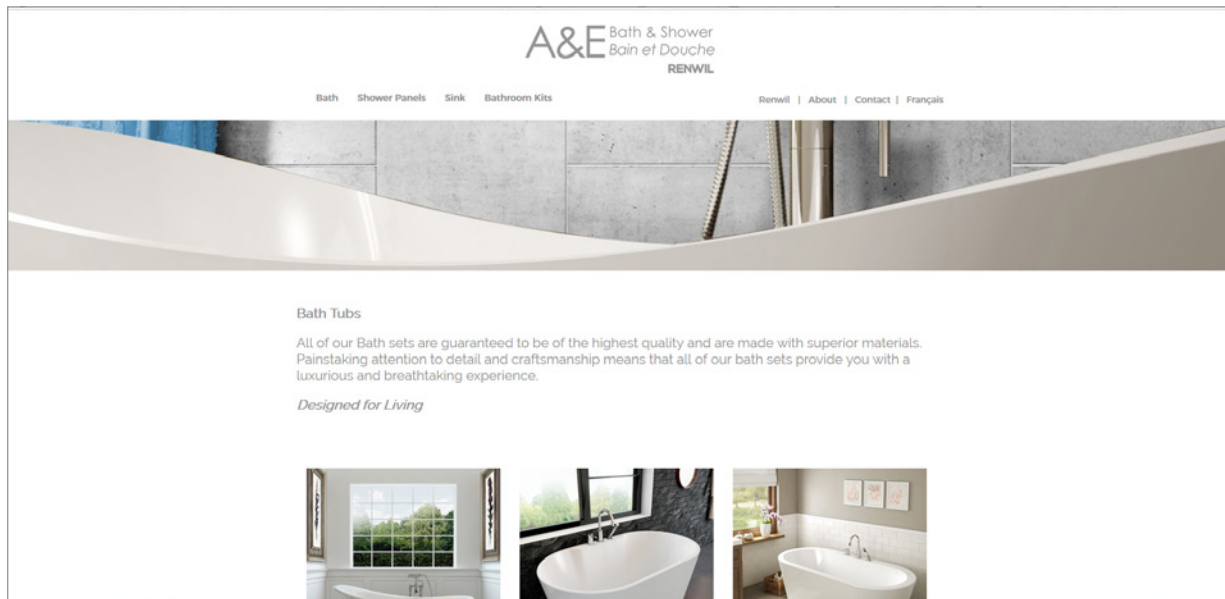 A&E Bath & Shower
Bain et Douche
RENWIL
Bath Shower Panels Sink Bathroom Kits
Renwil | About | Contact | Français
Bath Tubs
All of our Bath sets are guaranteed to be of the highest quality and are made with superior materials.
Painstaking attention to detail and craftsmanship means that all of our bath sets provide you with a
luxurious and breathtaking experience.
Designed for Living